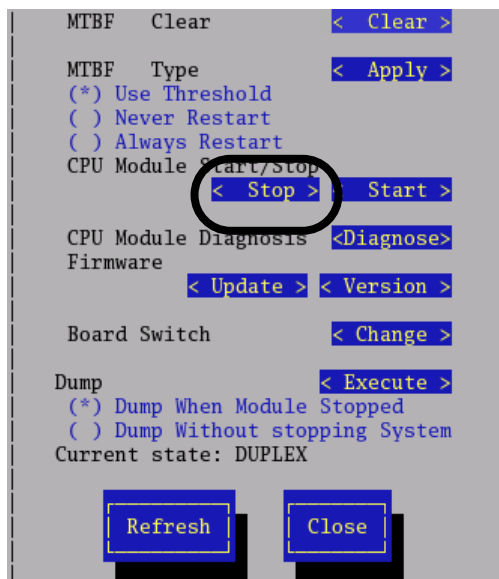 MTBF Clear < Clear >
MTBF Type < Apply >
(*) Use Threshold
( ) Never Restart
( ) Always Restart
CPU Module Start/Stop
< Stop > < Start >
CPU Module Diagnosis <Diagnose>
Firmware
< Update > < Version >
Board Switch < Change >
Dump < Execute >
(*) Dump When Module Stopped
( ) Dump Without stopping System
Current state: DUPLEX
Refresh Close